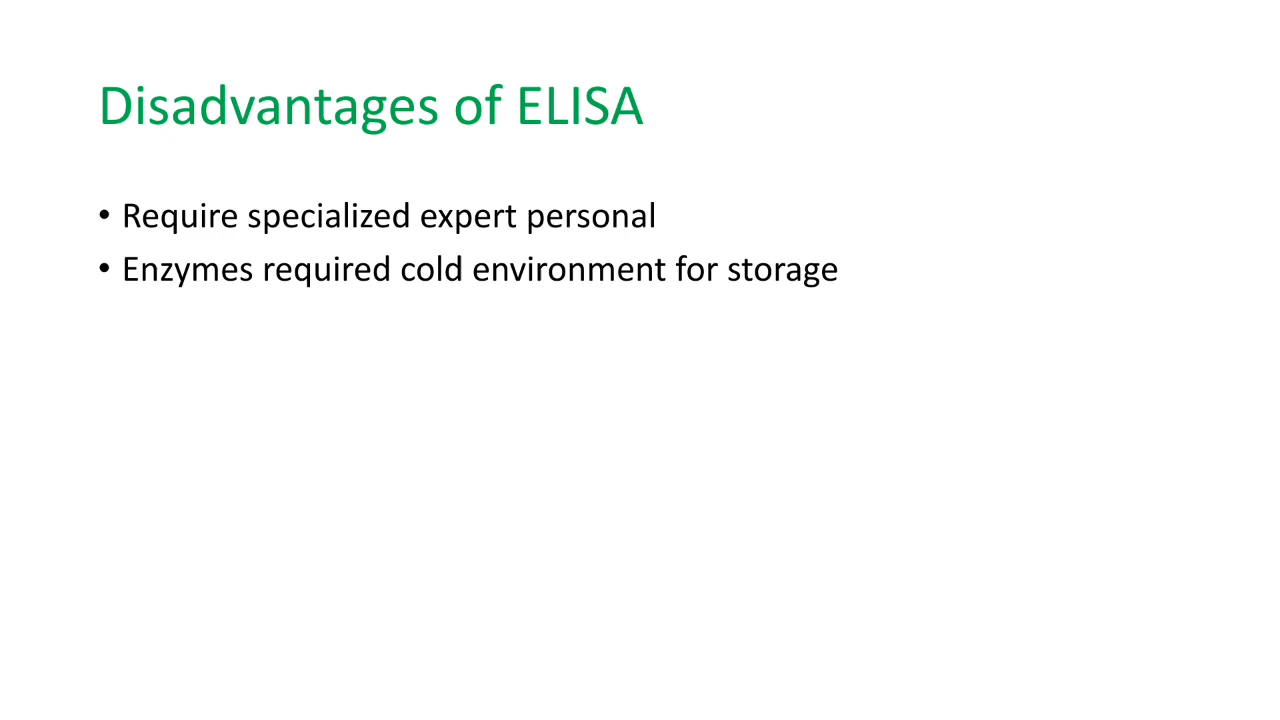 Disadvantages of ELISA
• Require specialized expert personal
• Enzymes required cold environment for storage